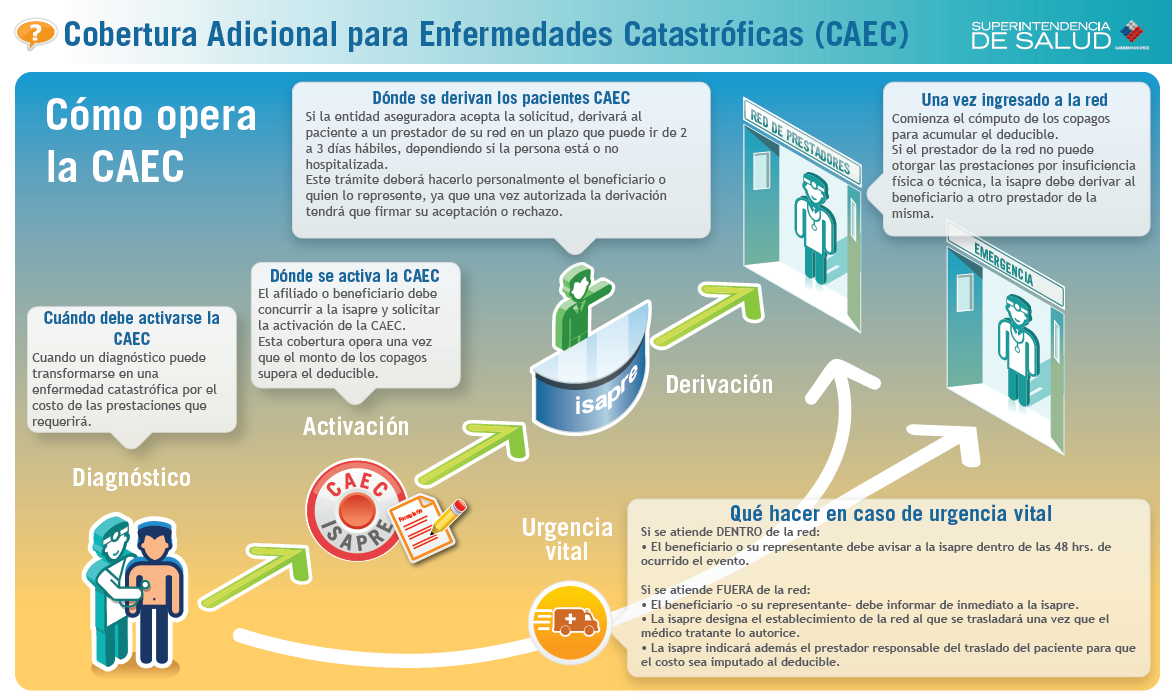 ?
Cobertura Adicional para Enfermedades Catastróficas (CAEC)
SUPERINTENDENCIA
DE SALUD
GOBIERNO DE CHILE
Cómo opera
la CAEC
Dónde se derivan los pacientes CAEC
Si la entidad aseguradora acepta la solicitud, derivará al
paciente a un prestador de su red en un plazo que puede ir de 2
a 3 días hábiles, dependiendo si la persona está o no
hospitalizada.
Este trámite deberá hacerlo personalmente el beneficiario o
quien lo represente, ya que una vez autorizada la derivación
tendrá que firmar su aceptación o rechazo.
RED DE PRESTADORES
Una vez ingresado a la red
Comienza el cómputo de los copagos
para acumular el deducible.
Si el prestador de la red no puede
otorgar las prestaciones por insuficiencia
física o técnica, la isapre debe derivar al
beneficiario a otro prestador de la
misma.
EMERGENCIA
Dónde se activa la CAEC
El afiliado o beneficiario debe
concurrir a la isapre y solicitar
la activación de la CAEC.
Esta cobertura opera una vez
que el monto de los copagos
supera el deducible.
Cuándo debe activarse la
CAEC
Cuando un diagnóstico puede
transformarse en una
enfermedad catastrófica por el
costo de las prestaciones que
requerirá.
isapre
Derivación
Activación
Diagnóstico
CAEC
ISAPRE
Formulario
Urgencia
vital
Qué hacer en caso de urgencia vital
Si se atiende DENTRO de la red:
• El beneficiario o su representante debe avisar a la isapre dentro de las 48 hrs. de
ocurrido el evento.
Si se atiende FUERA de la red:
• El beneficiario -o su representante- debe informar de inmediato a la isapre.
• La isapre designa el establecimiento de la red al que se trasladará una vez que el
médico tratante lo autorice.
• La isapre indicará además el prestador responsable del traslado del paciente para que
el costo sea imputado al deducible.